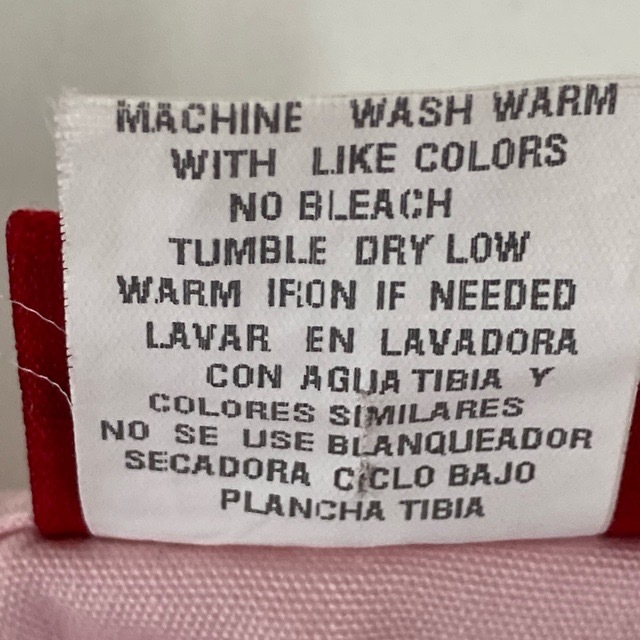 MACHINE WASH WARM
WITH LIKE COLORS
NO BLEACH
TUMBLE DRY LOW
WARM IRON IF NEEDED
LAVAR EN LAVADORA
CON AGUA TIBIA Y
COLORES SIMILARES
NO SE USE BLANQUEADOR
SECADORA CICLO BAJO
PLANCHA TIBIA